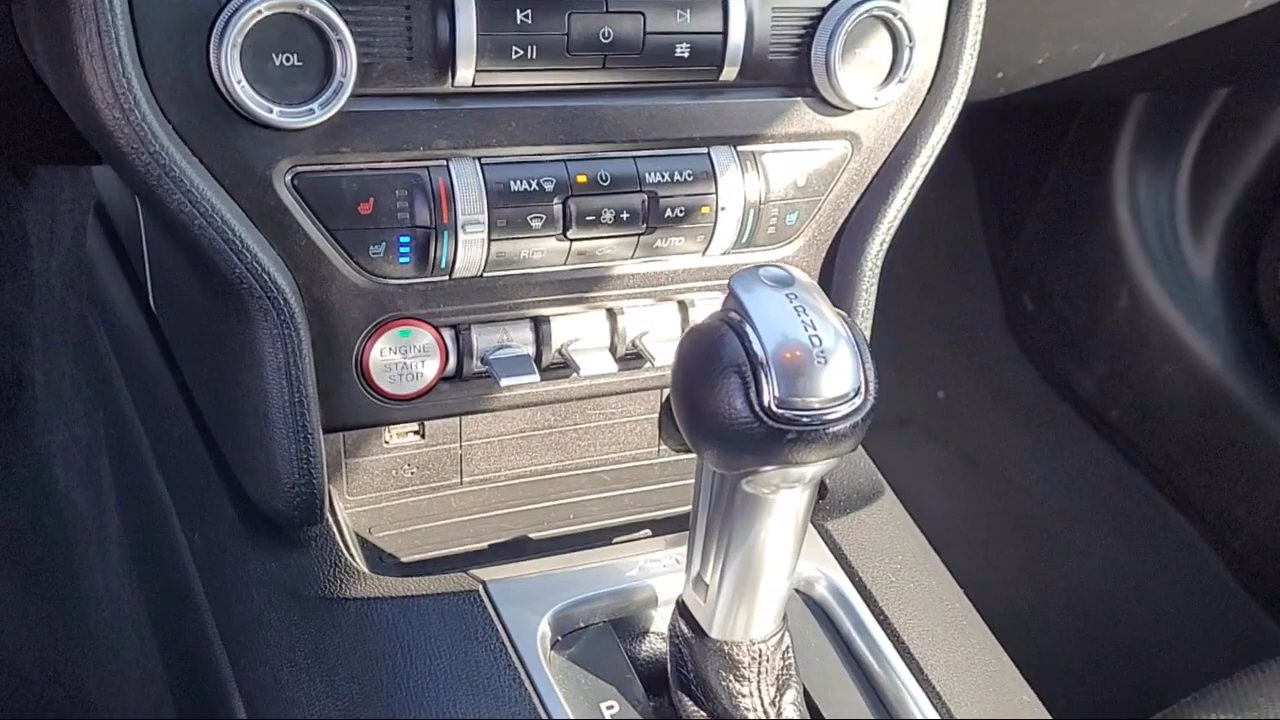 VOL
MAX
MAX A/C
A/C
R
AUTO
ENGINE
START
STOP
PRNDS
P